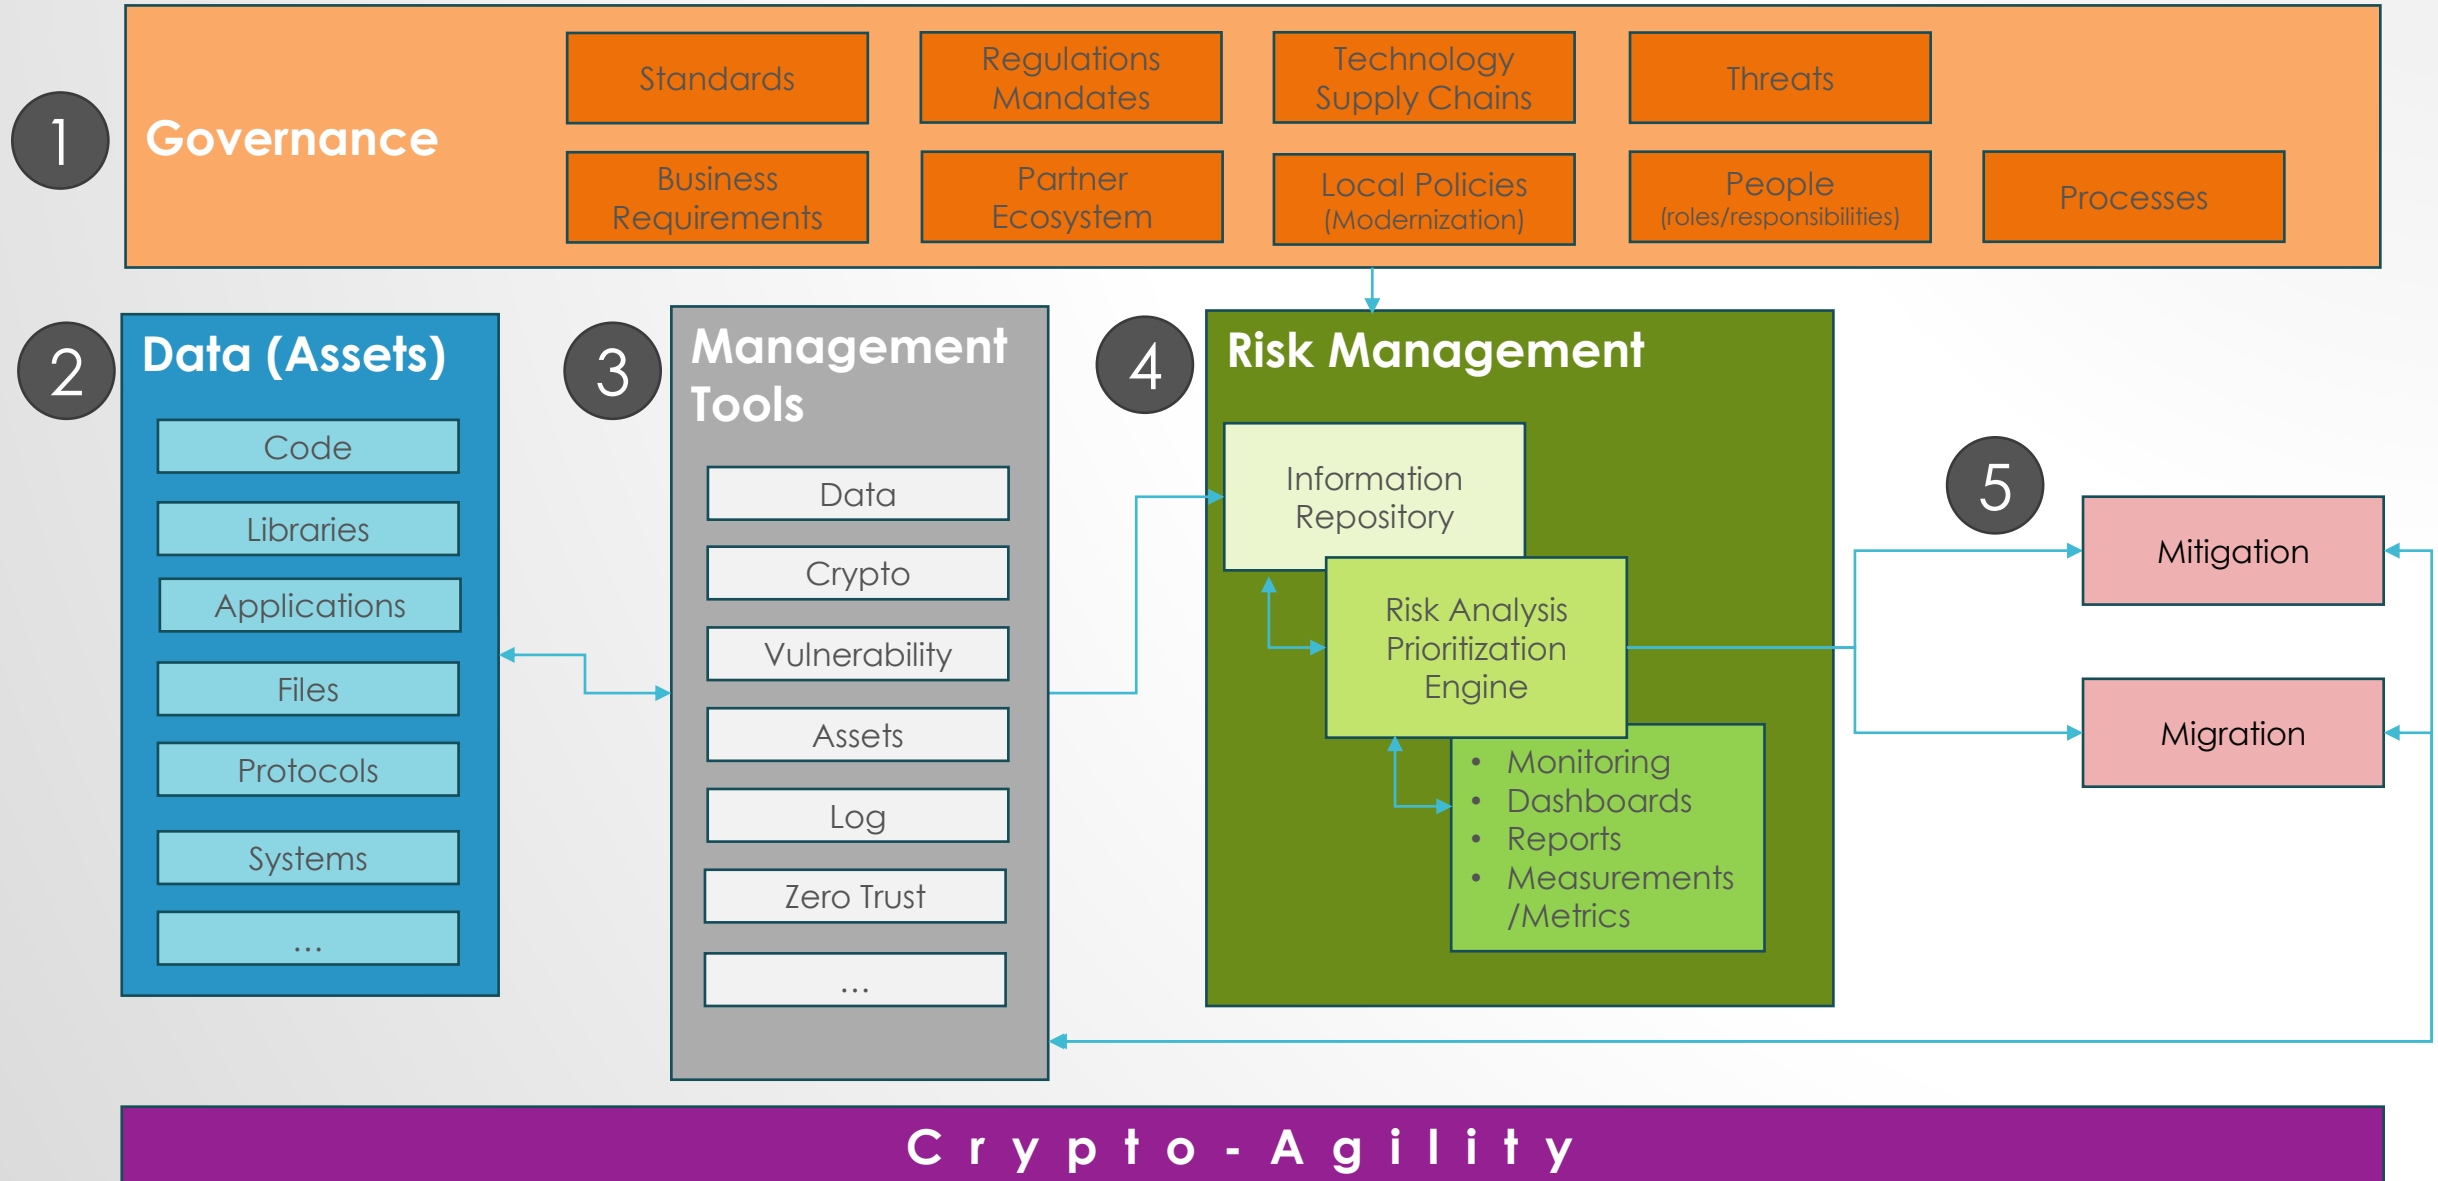 1
Governance
Standards
Regulations
Mandates
Technology
Supply Chains
Threats
Business
Requirements
Partner
Ecosystem
Local Policies
(Modernization)
People
(roles/responsibilities)
Processes
2
Data (Assets)
Code
Libraries
Applications
Files
Protocols
Systems
...
3
Management
Tools
Data
Crypto
Vulnerability
Assets
Log
Zero Trust
...
4
Risk Management
Information
Repository
Risk Analysis
Prioritization
Engine
• Monitoring
• Dashboards
• Reports
• Measurements
/Metrics
5
Mitigation
Migration
Crypto-Agility